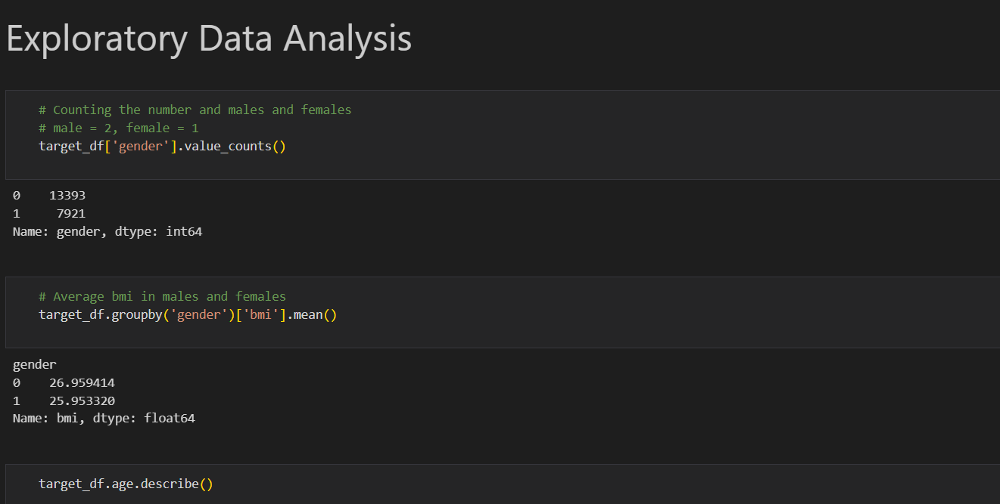 Exploratory Data Analysis
# Counting the number and males and females
# male = 2, female = 1
target_df['gender'].value_counts()
0    13393
1     7921
Name: gender, dtype: int64
# Average bmi in males and females
target_df.groupby('gender')['bmi'].mean()
gender
0    26.959414
1    25.953320
Name: bmi, dtype: float64
target_df.age.describe()